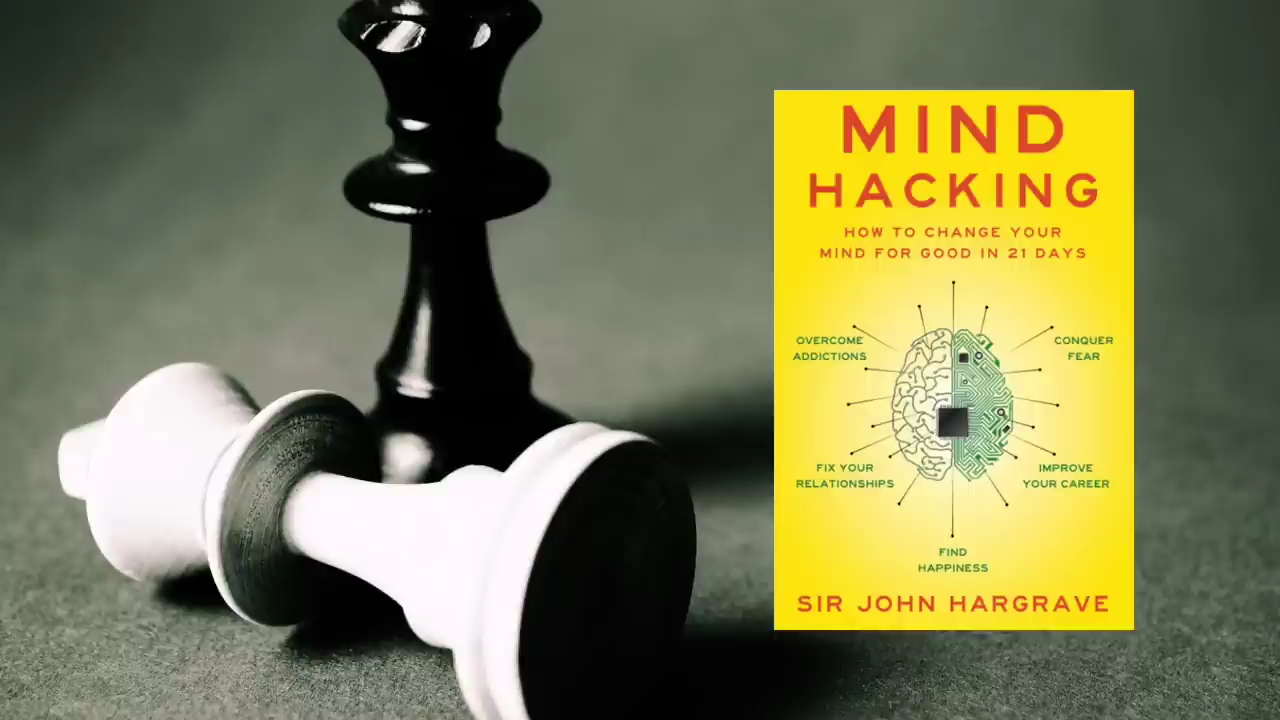 MIND
HACKING
HOW TO CHANGE YOUR
MIND FOR GOOD IN 21 DAYS
OVERCOME
ADDICTIONS
CONQUER
FEAR
FIX YOUR
RELATIONSHIPS
IMPROVE
YOUR CAREER
FIND
HAPPINESS
SIR JOHN HARGRAVE